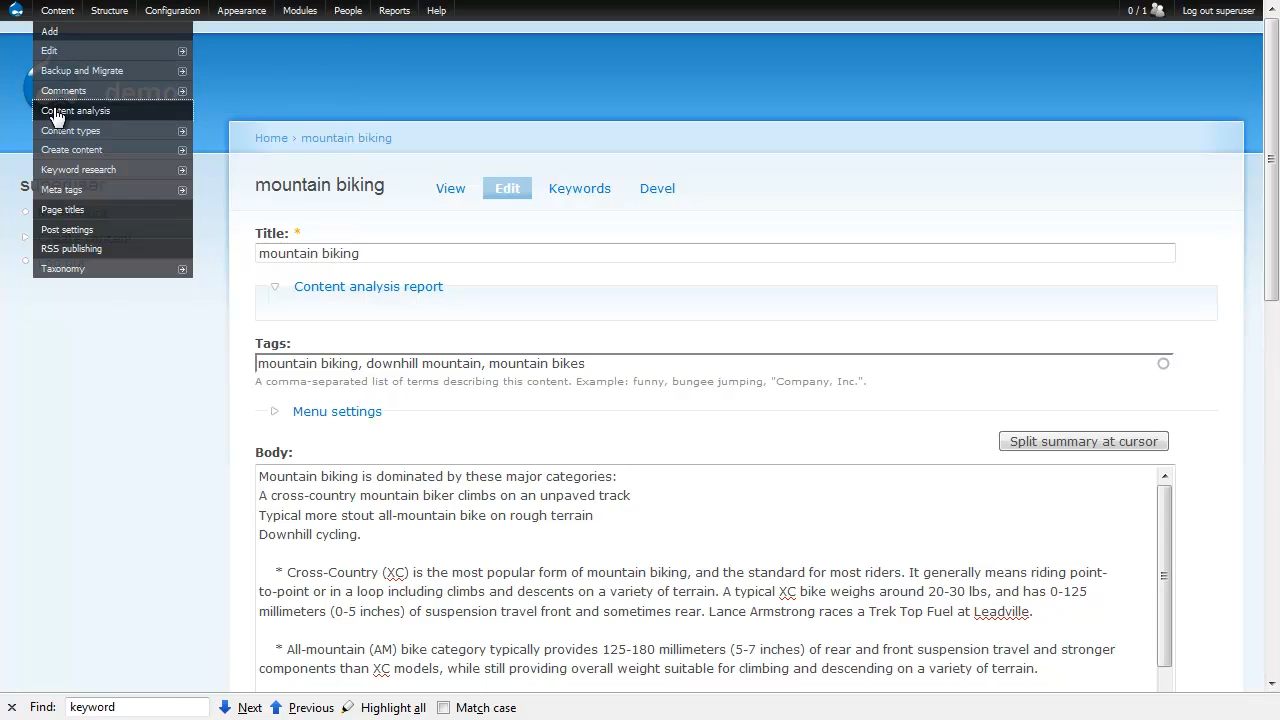 Content Structure Configuration Appearance Modules People Reports Help 0 / 1 Log out superuser
Add
Edit
Backup and Migrate
Comments
demo
Content analysis
Content types
Create content
Keyword research
Meta tags
Page titles
Post settings
RSS publishing
Taxonomy
superuser
Home › mountain biking
mountain biking View Edit Keywords Devel
Title: *
mountain biking
Content analysis report
Tags:
mountain biking, downhill mountain, mountain bikes
A comma-separated list of terms describing this content. Example: funny, bungee jumping, "Company, Inc.".
Menu settings
Split summary at cursor
Body:
Mountain biking is dominated by these major categories:
A cross-country mountain biker climbs on an unpaved track
Typical more stout all-mountain bike on rough terrain
Downhill cycling.
* Cross-Country (XC) is the most popular form of mountain biking, and the standard for most riders. It generally means riding point-
to-point or in a loop including climbs and descents on a variety of terrain. A typical XC bike weighs around 20-30 lbs, and has 0-125
millimeters (0-5 inches) of suspension travel front and sometimes rear. Lance Armstrong races a Trek Top Fuel at Leadville.
* All-mountain (AM) bike category typically provides 125-180 millimeters (5-7 inches) of rear and front suspension travel and stronger
components than XC models, while still providing overall weight suitable for climbing and descending on a variety of terrain.
Find: keyword Next Previous Highlight all Match case